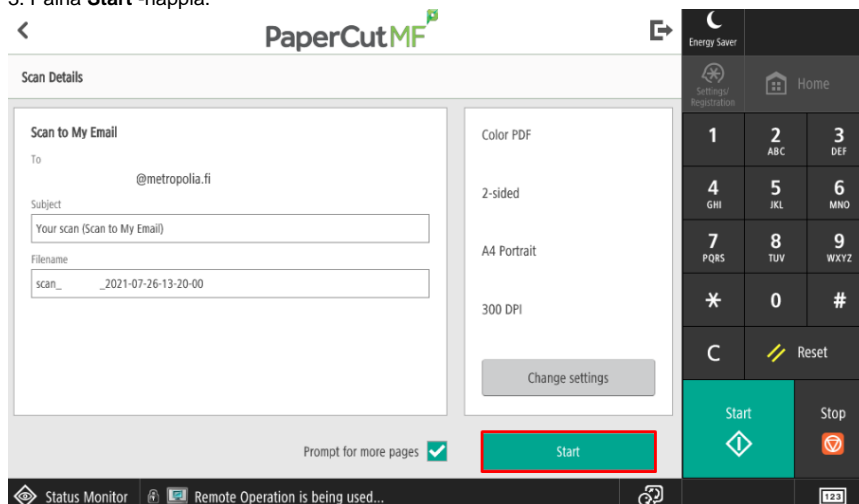 3. Paina Start -nappia.
PaperCutMF
Energy Saver
Scan Details
Settings/
Registration
Home
Scan to My Email
To
@metropolia.fi
Subject
Your scan (Scan to My Email)
Filename
scan_ _2021-07-26-13-20-00
Color PDF
2-sided
A4 Portrait
300 DPI
Change settings
Prompt for more pages
Start
1
2
ABC
3
DEF
4
GHI
5
JKL
6
MNO
7
PQRS
8
TUV
9
WXYZ
*
0
#
C
Reset
Start
Stop
Status Monitor
Remote Operation is being used...
123